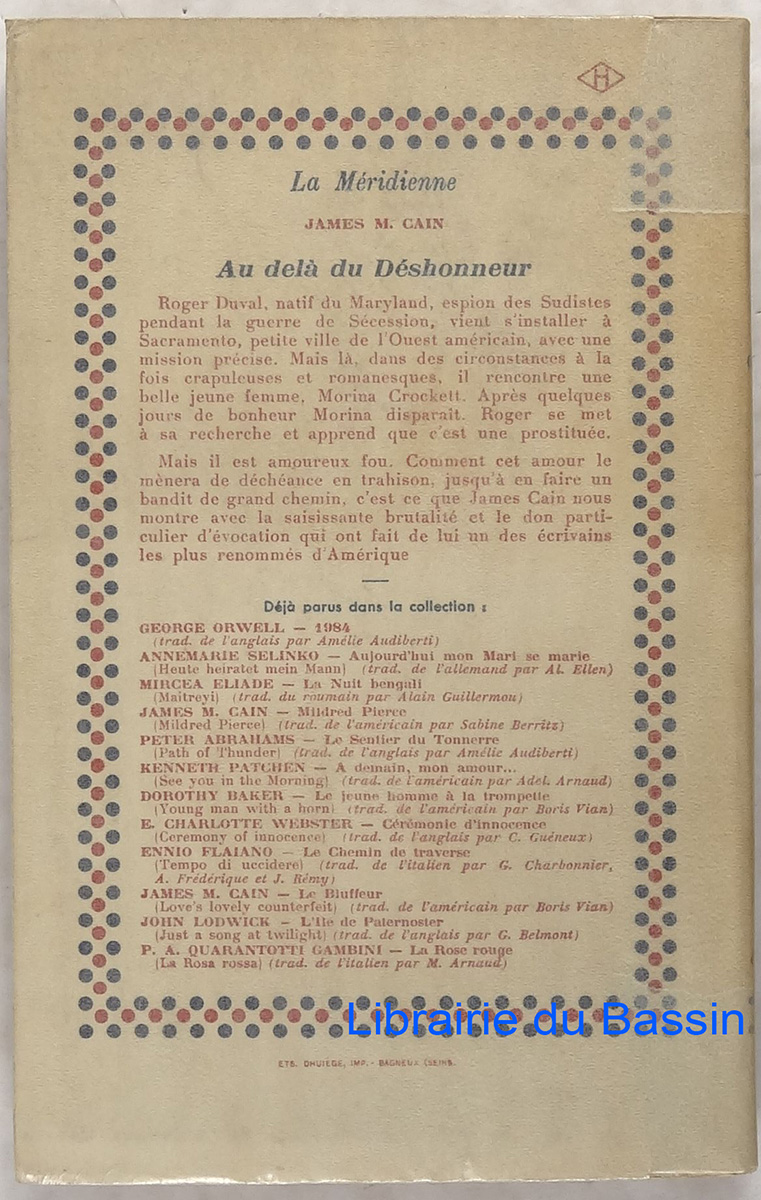 H
La Méridienne
JAMES M. CAIN
Au delà du Déshonneur
Roger Duval, natif du Maryland, espion des Sudistes
pendant la guerre de Sécession, vient s'installer à
Sacramento, petite ville de l'Ouest américain, avec une
mission précise. Mais là, dans des circonstances à la
fois crapuleuses et romanesques, il rencontre une
belle jeune femme, Morina Crockett. Après quelques
jours de bonheur Morina disparaît. Roger se met
à sa recherche et apprend que c'est une prostituée.
Mais il est amoureux fou. Comment cet amour le
mènera de déchéance en trahison, jusqu'à en faire un
bandit de grand chemin, c'est ce que James Cain nous
montre avec la saisissante brutalité et le don parti-
culier d'évocation qui ont fait de lui un des écrivains
les plus renommés d'Amérique
Déjà parus dans la collection :
GEORGE ORWELL — 1984
(trad. de l'anglais par Amélie Audiberti)
ANNEMARIE SELINKO — Aujourd'hui mon Mari se marie
(Heute heiratet mein Mann) (trad. de l'allemand par Al. Ellen)
MIRCEA ELIADE — La Nuit bengali
(Maitreyi) (trad. du roumain par Alain Guillermou)
JAMES M. CAIN — Mildred Pierce
(Mildred Pierce) (trad. de l'américain par Sabine Berritz)
PETER ABRAHAMS — Le Sentier du Tonnerre
(Path of Thunder) (trad. de l'anglais par Amélie Audiberti)
KENNETH PATCHEN — A demain, mon amour...
(See you in the Morning) (trad. de l'américain par Adel. Arnaud)
DOROTHY BAKER — Le jeune homme à la trompette
(Young man with a horn) (trad. de l'américain par Boris Vian)
E. CHARLOTTE WEBSTER — Cérémonie d'innocence
(Ceremony of innocence) (trad. de l'anglais par C. Guéneux)
ENNIO FLAIANO — Le Chemin de traverse
(Tempo di uccidere) (trad. de l'italien par G. Charbonnier,
A. Frédérique et J. Rémy)
JAMES M. CAIN — Le Bluffeur
(Love's lovely counterfeit) (trad. de l'américain par Boris Vian)
JOHN LODWICK — L'Ile de Paternoster
(Just a song at twilight) (trad. de l'anglais par G. Belmont)
P. A. QUARANTOTTI GAMBINI — La Rose rouge
(La Rosa rossa) (trad. de l'italien par M. Arnaud)
Librairie du Bassin
ETS. DHUIEGE, IMP. - BAGNEUX (SEINE.